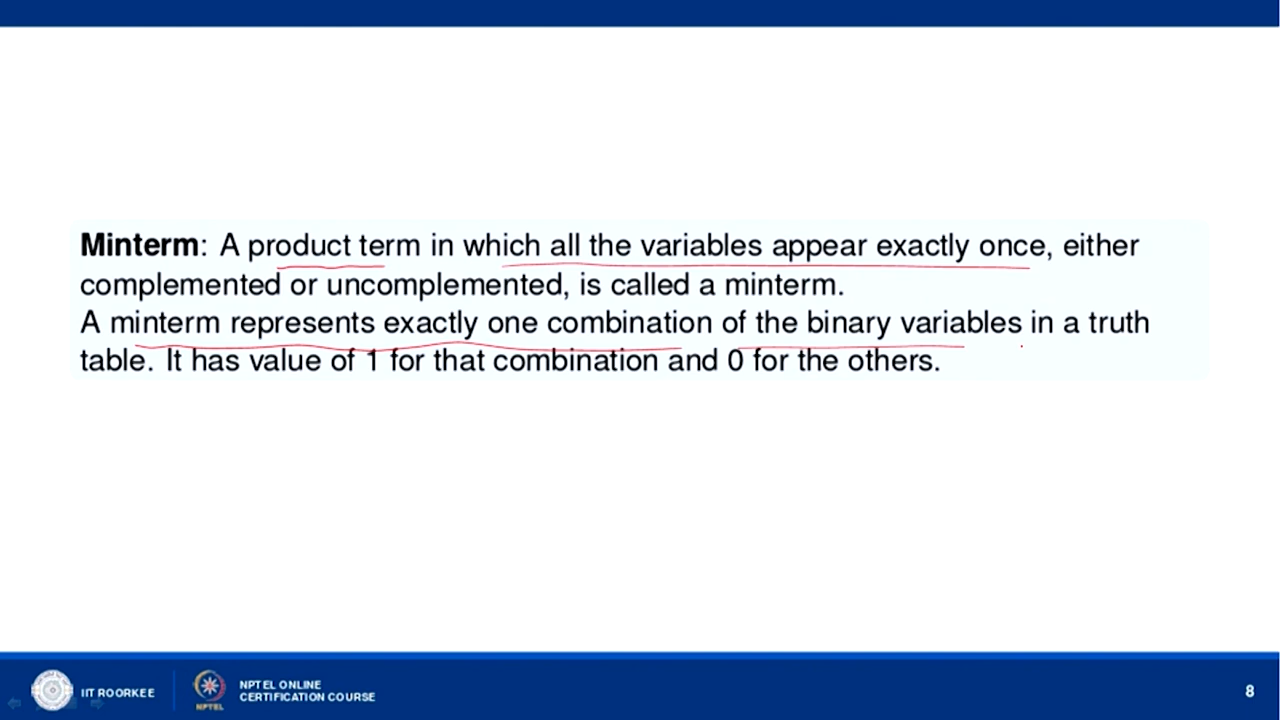 Minterm: A product term in which all the variables appear exactly once, either
complemented or uncomplemented, is called a minterm.
A minterm represents exactly one combination of the binary variables in a truth
table. It has value of 1 for that combination and 0 for the others.
IIT ROORKEE
NPTEL
NPTEL ONLINE
CERTIFICATION COURSE
8